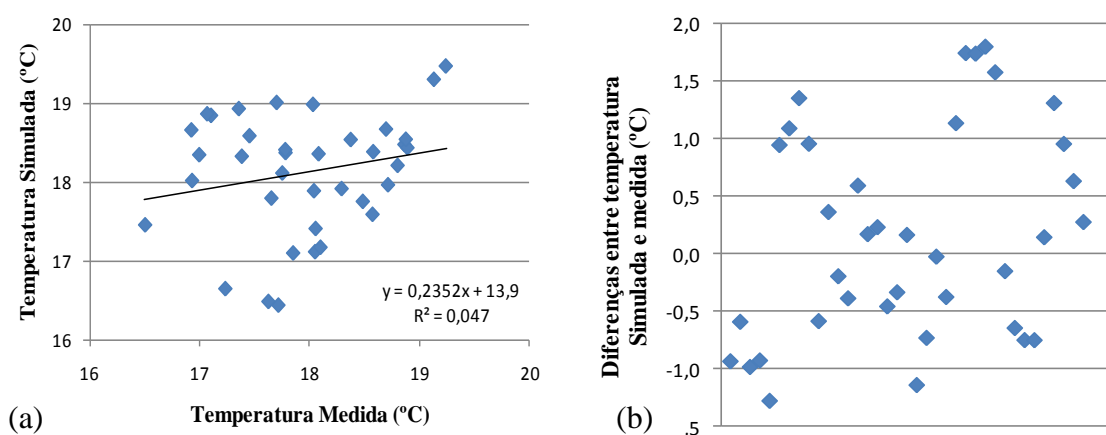 20
19
18
17
16
16
17
18
19
20
Temperatura Simulada (ºC)
Temperatura Medida (ºC)
y = 0,2352x + 13,9
R² = 0,047
(a)
2,0
1,5
1,0
0,5
0,0
-0,5
-1,0
,5
Diferenças entre temperatura
Simulada e medida (ºC)
(b)